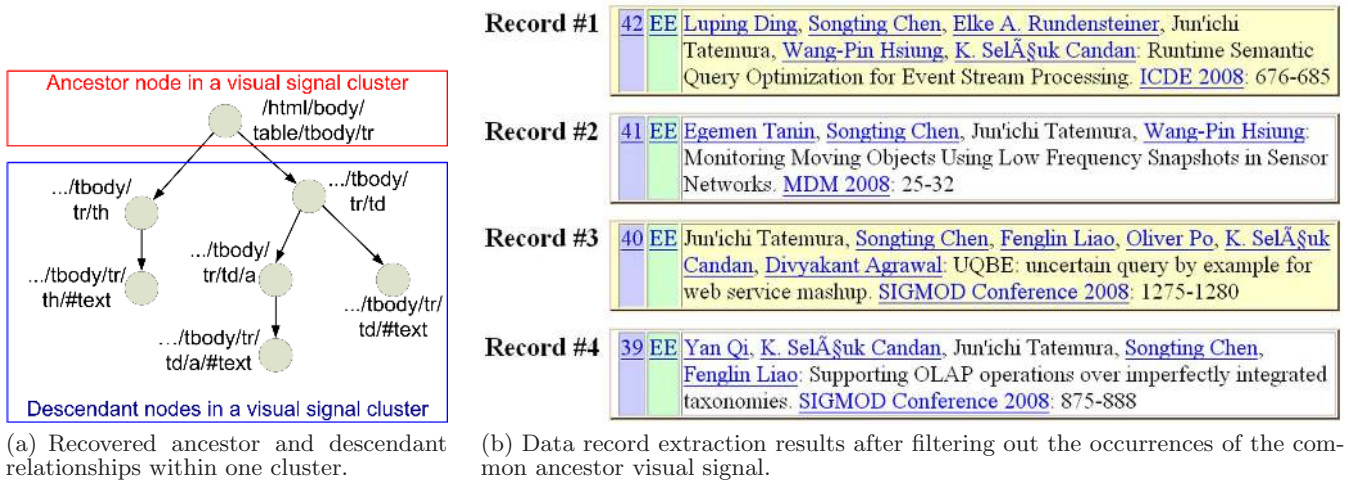 Ancestor node in a visual signal cluster
/html/body/
table/tbody/tr
.../tbody/
tr/th
.../tbody/
tr/td
.../tbody/
tr/td/a
.../tbody/tr/
th/#text
.../tbody/tr/
td/#text
.../tbody/tr/
td/a/#text
Descendant nodes in a visual signal cluster
(a) Recovered ancestor and descendant
relationships within one cluster.
Record #1
42 EE Luping Ding, Songting Chen, Elke A. Rundensteiner, Jun'ichi
Tatemura, Wang-Pin Hsiung, K. SelÃ§uk Candan: Runtime Semantic
Query Optimization for Event Stream Processing. ICDE 2008: 676-685
Record #2
41 EE Egemen Tanin, Songting Chen, Jun'ichi Tatemura, Wang-Pin Hsiung:
Monitoring Moving Objects Using Low Frequency Snapshots in Sensor
Networks. MDM 2008: 25-32
Record #3
40 EE Jun'ichi Tatemura, Songting Chen, Fenglin Liao, Oliver Po, K. SelÃ§uk
Candan, Divyakant Agrawal: UQBE: uncertain query by example for
web service mashup. SIGMOD Conference 2008: 1275-1280
Record #4
39 EE Yan Qi, K. SelÃ§uk Candan, Jun'ichi Tatemura, Songting Chen,
Fenglin Liao: Supporting OLAP operations over imperfectly integrated
taxonomies. SIGMOD Conference 2008: 875-888
(b) Data record extraction results after filtering out the occurrences of the com-
mon ancestor visual signal.